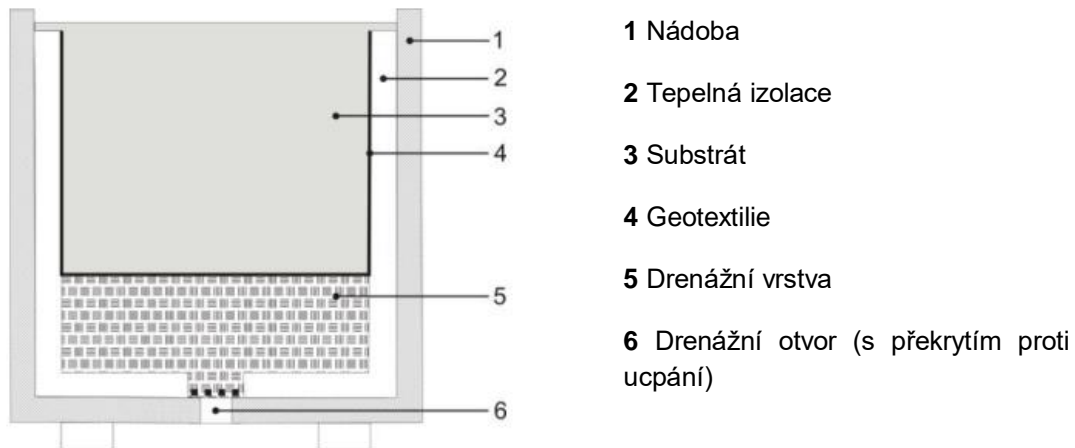 1
2
3
4
5
6
1 Nádoba
2 Tepelná izolace
3 Substrát
4 Geotextilie
5 Drenážní vrstva
6 Drenážní otvor (s překrytím proti
ucpání)